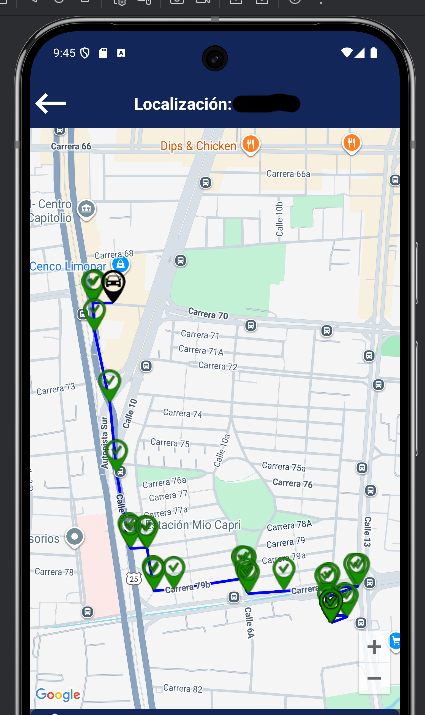 9:45
Localización:
Carrera 66
Dips & Chicken
Carrera 66a
Calle 10b
- Centro
Capitolio
Carrera 68
Cenco Limonar
Carrera 70
Carrera 71
Carrera 71A
Carrera 72
Carrera 73
Calle 10
Carrera 74
Autopista Sur
Carrera 75
Calle 10a
Carrera 75a
Carrera 76
Carrera 76a
Carrera 77
Carrera 77a
Calle
Estación Mio Capri
Carrera 78A
Calle 13
sorios
Carrera 79
Carrera 79a
Carrera 78
25
Carrera 79b
Calle 6A
Carrera 82
Google
+
−